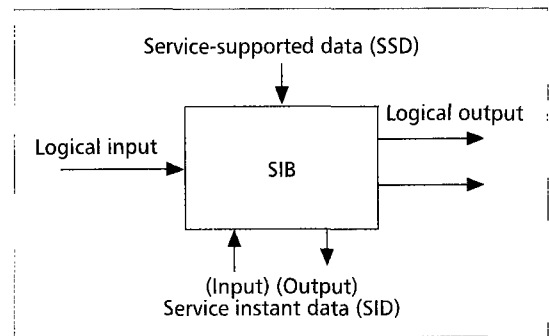 Service-supported data (SSD)
Logical output
Logical input
SIB
(Input) (Output)
Service instant data (SID)